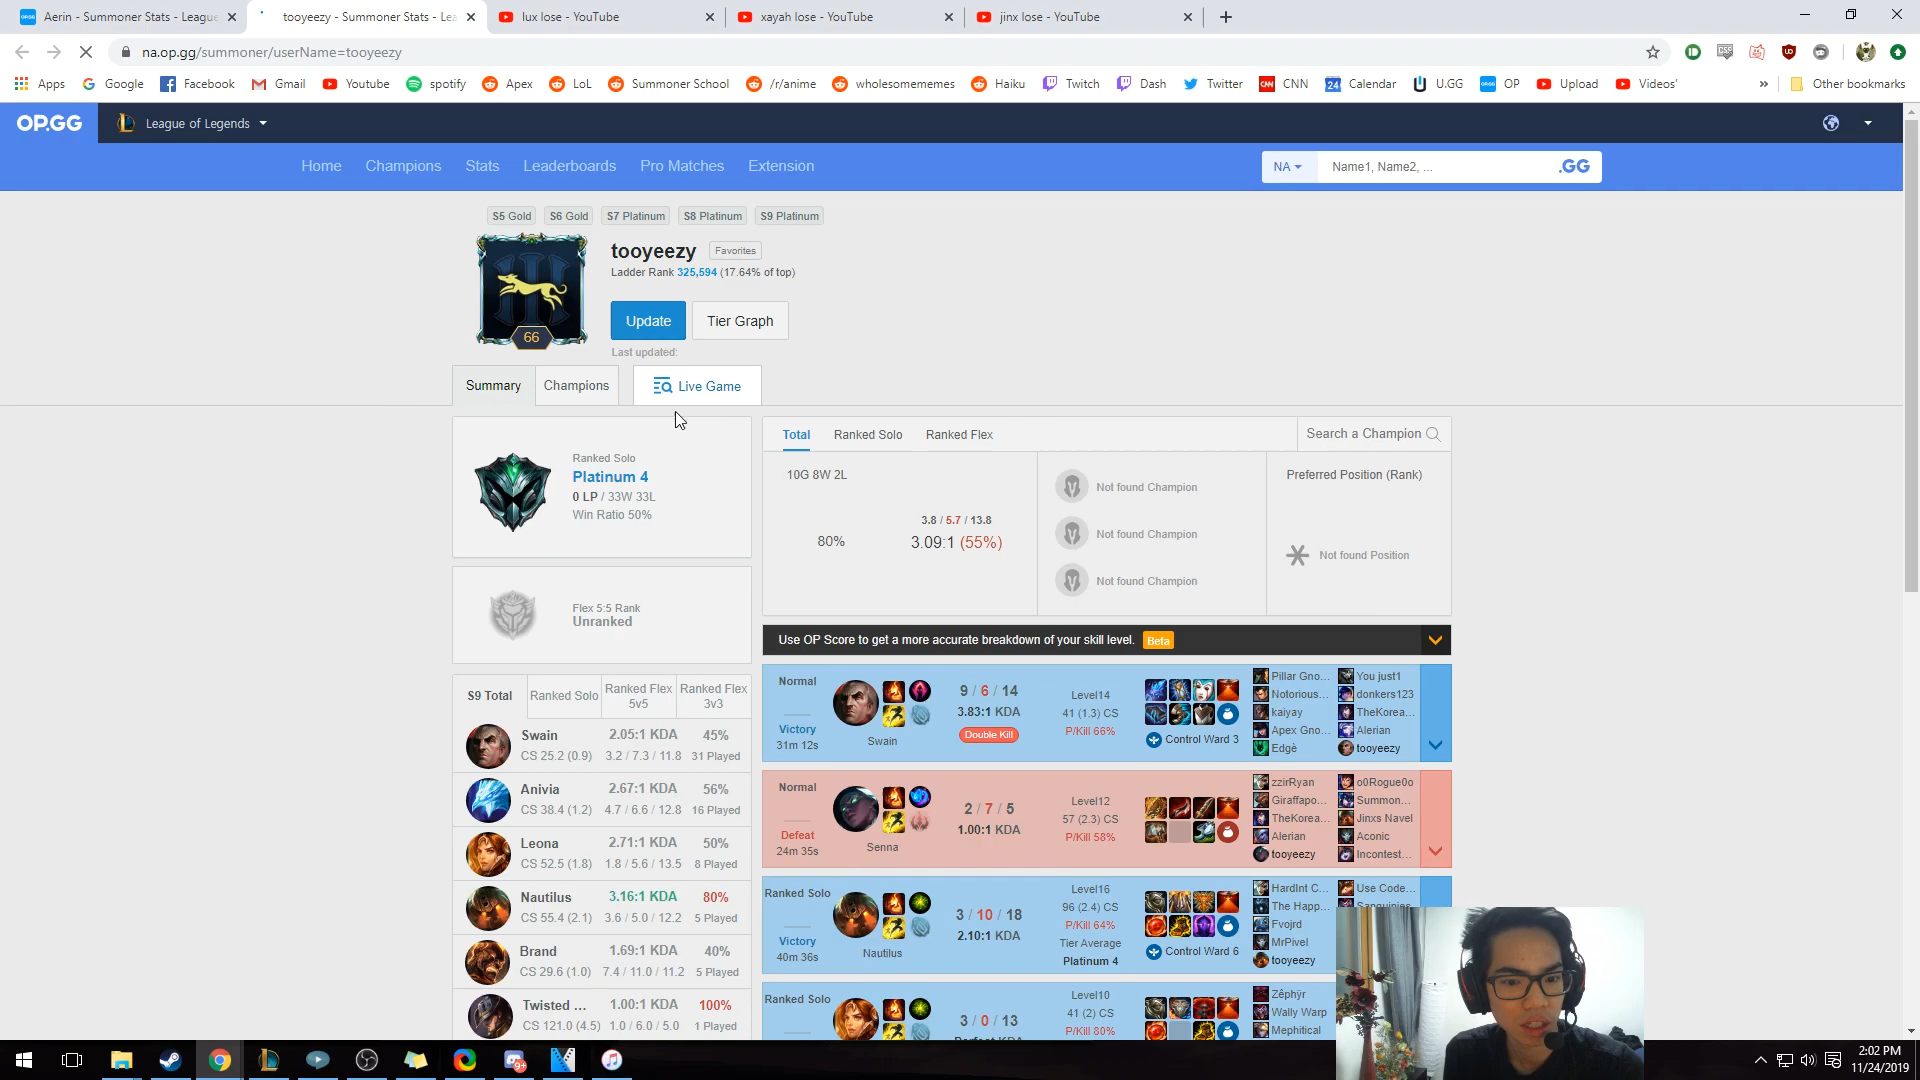 Aerin - Summoner Stats - League
tooyeezy - Summoner Stats - Lea
lux lose - YouTube
xayah lose - YouTube
jinx lose - YouTube
na.op.gg/summoner/userName=tooyeezy
Apps
Google
Facebook
Gmail
Youtube
spotify
Apex
LoL
Summoner School
/r/anime
wholesomememes
Haiku
Twitch
Dash
Twitter
CNN
Calendar
U.GG
OP
Upload
Videos'
Other bookmarks
OP.GG
League of Legends
Home
Champions
Stats
Leaderboards
Pro Matches
Extension
NA
Name1, Name2, ...
.GG
S5 Gold
S6 Gold
S7 Platinum
S8 Platinum
S9 Platinum
66
tooyeezy
Favorites
Ladder Rank 325,594 (17.64% of top)
Update
Tier Graph
Last updated:
Summary
Champions
Live Game
Ranked Solo
Platinum 4
0 LP / 33W 33L
Win Ratio 50%
Flex 5:5 Rank
Unranked
S9 Total
Ranked Solo
Ranked Flex 5v5
Ranked Flex 3v3
Swain 2.05:1 KDA 45%
CS 25.2 (0.9) 3.2 / 7.3 / 11.8 31 Played
Anivia 2.67:1 KDA 56%
CS 38.4 (1.2) 4.7 / 6.6 / 12.8 16 Played
Leona 2.71:1 KDA 50%
CS 52.5 (1.8) 1.8 / 5.6 / 13.5 8 Played
Nautilus 3.16:1 KDA 80%
CS 55.4 (2.1) 3.6 / 5.0 / 12.2 5 Played
Brand 1.69:1 KDA 40%
CS 29.6 (1.0) 7.4 / 11.0 / 11.2 5 Played
Twisted ... 1.00:1 KDA 100%
CS 121.0 (4.5) 1.0 / 6.0 / 5.0 1 Played
Total
Ranked Solo
Ranked Flex
Search a Champion
10G 8W 2L
80%
3.8 / 5.7 / 13.8
3.09:1 (55%)
Not found Champion
Not found Champion
Not found Champion
Preferred Position (Rank)
Not found Position
Use OP Score to get a more accurate breakdown of your skill level. Beta
Normal
Victory
31m 12s
Swain
9 / 6 / 14
3.83:1 KDA
Double Kill
Level14
41 (1.3) CS
P/Kill 66%
Control Ward 3
Pillar Gno... You just1
Notorious... donkers123
kaiyay TheKorea...
Apex Gno... Alerian
Edgè tooyeezy
Normal
Defeat
24m 35s
Senna
2 / 7 / 5
1.00:1 KDA
Level12
57 (2.3) CS
P/Kill 58%
zzirRyan o0Rogue0o
Giraffapo... Summon...
TheKorea... Jinxs Navel
Alerian Aconic
tooyeezy Incontest...
Ranked Solo
Victory
40m 36s
Nautilus
3 / 10 / 18
2.10:1 KDA
Level16
96 (2.4) CS
P/Kill 64%
Tier Average
Platinum 4
Control Ward 6
HardInt C... Use Code...
The Happ...
Fvojrd
MrPivel
tooyeezy
Ranked Solo
3 / 0 / 13
Level10
41 (2) CS
P/Kill 80%
Zêphÿr
Wally Warp
Mephitical
2:02 PM
11/24/2019